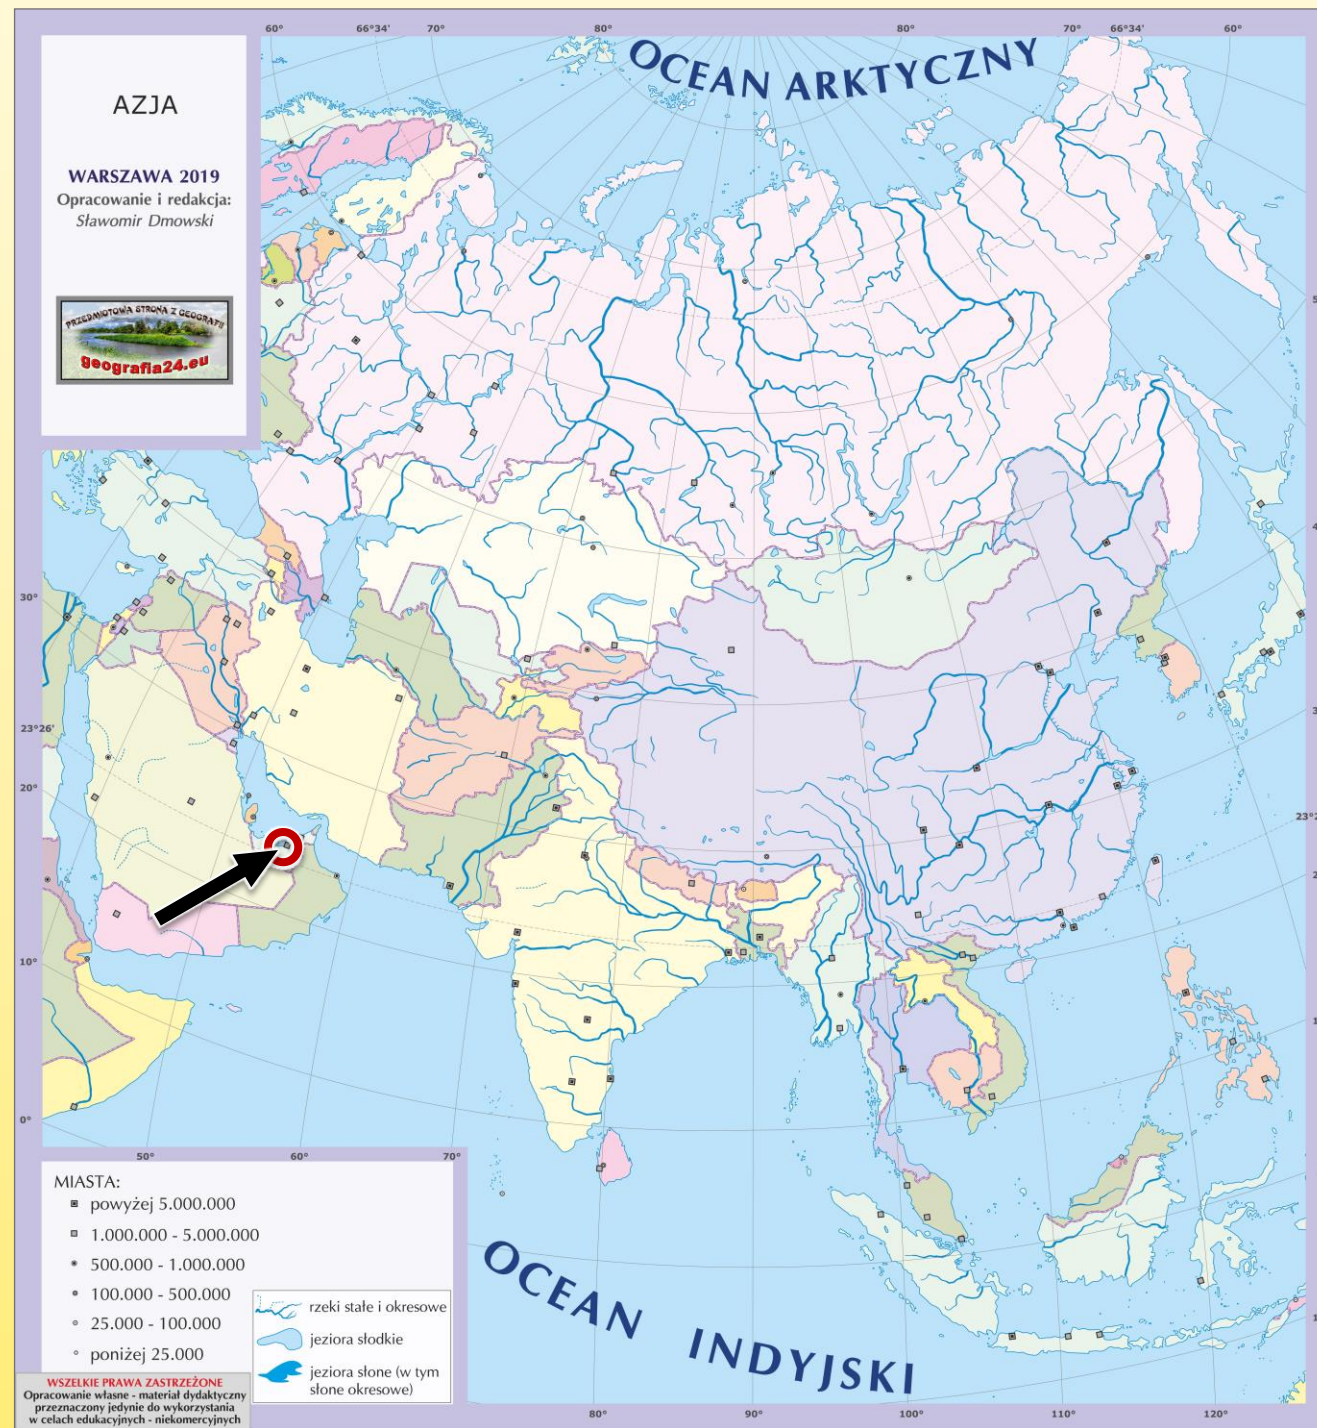 60° 66°34' 70° 80° 80° 70° 66°34' 60°
OCEAN ARKTYCZNY
AZJA
WARSZAWA 2019
Opracowanie i redakcja:
Sławomir Dmowski
PRZEDMIOTOWA STRONA Z GEOGRAFII
geografia24.eu
30°
23°26'
20°
10°
0°
50° 60° 70°
MIASTA:
powyżej 5.000.000
1.000.000 - 5.000.000
500.000 - 1.000.000
100.000 - 500.000
25.000 - 100.000
poniżej 25.000
rzeki stałe i okresowe
jeziora słodkie
jeziora słone (w tym
słone okresowe)
OCEAN INDYJSKI
WSZELKIE PRAWA ZASTRZEŻONE
Opracowanie własne - materiał dydaktyczny
przeznaczony jedynie do wykorzystania
w celach edukacyjnych - niekomercyjnych
80° 90° 100° 110° 120°